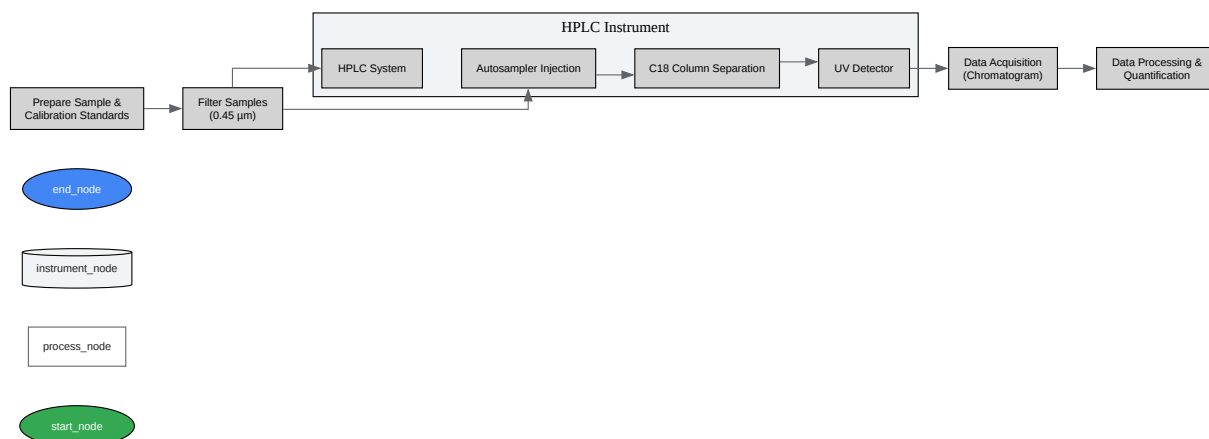 HPLC Instrument
HPLC System
Autosampler Injection
C18 Column Separation
UV Detector
Data Acquisition
(Chromatogram)
Data Processing &
Quantification
Prepare Sample &
Calibration Standards
Filter Samples
(0.45 µm)
end_node
instrument_node
process_node
start_node